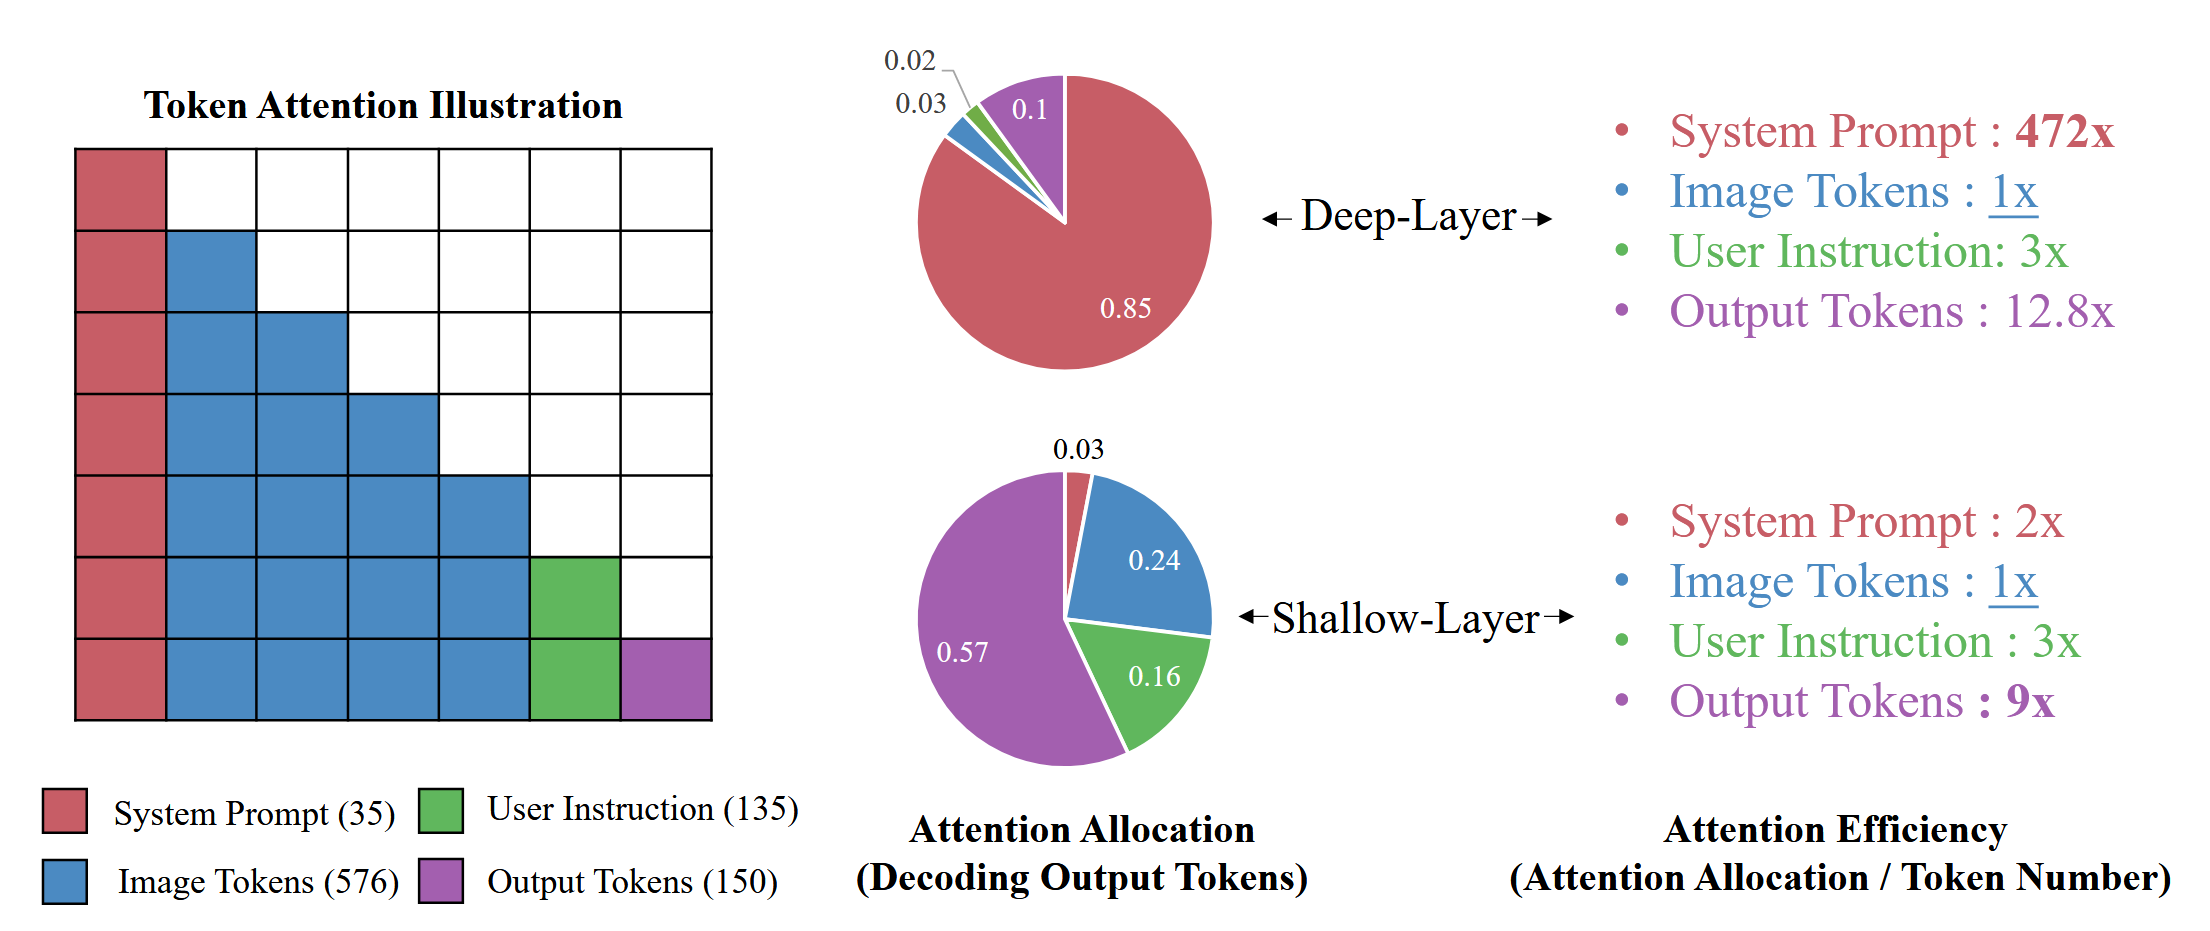 Token Attention Illustration
System Prompt (35)
User Instruction (135)
Image Tokens (576)
Output Tokens (150)
0.02
0.03
0.1
0.85
0.03
0.24
0.57
0.16
Attention Allocation
(Decoding Output Tokens)
Deep-Layer
Shallow-Layer
• System Prompt : 472x
• Image Tokens : 1x
• User Instruction: 3x
• Output Tokens : 12.8x
• System Prompt : 2x
• Image Tokens : 1x
• User Instruction : 3x
• Output Tokens : 9x
Attention Efficiency
(Attention Allocation / Token Number)